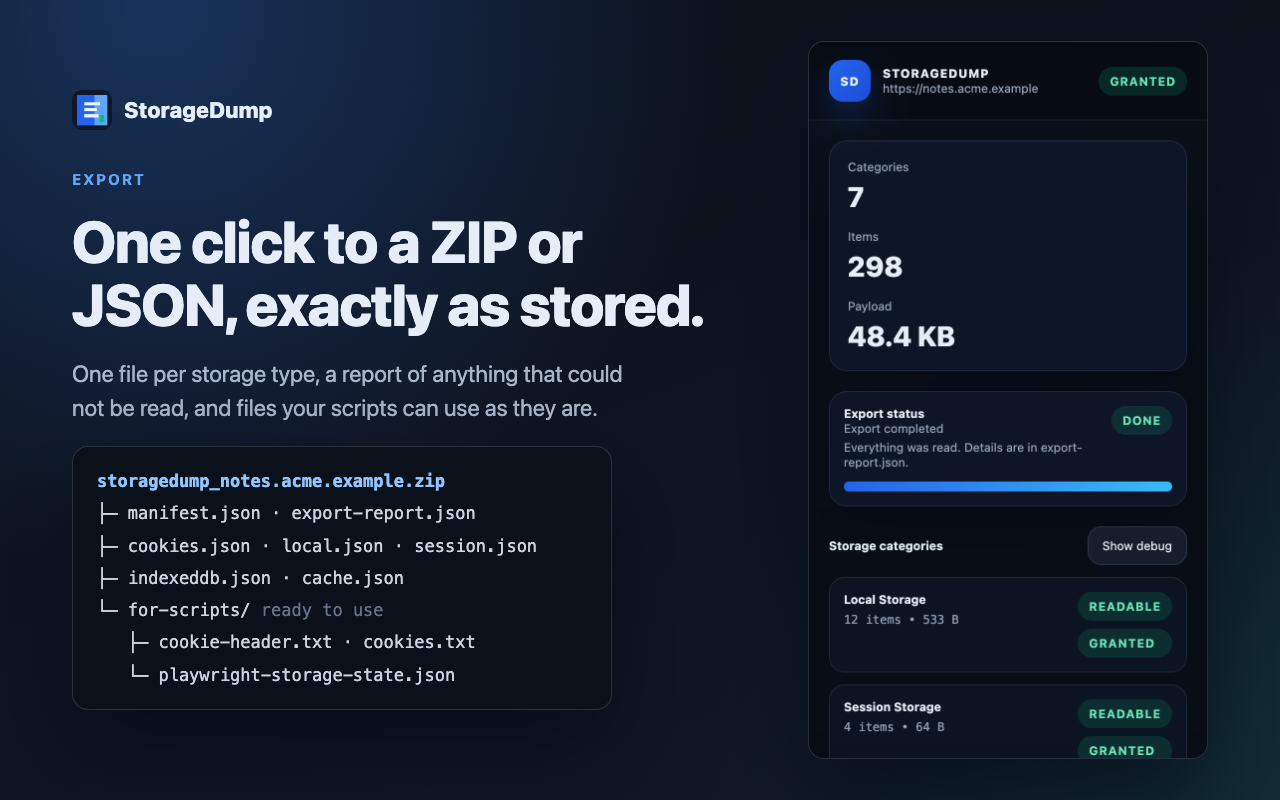 StorageDump
EXPORT
One click to a ZIP or
JSON, exactly as stored.
One file per storage type, a report of anything that could
not be read, and files your scripts can use as they are.
storagedump_notes.acme.example.zip
├─ manifest.json · export-report.json
├─ cookies.json · local.json · session.json
├─ indexeddb.json · cache.json
└─ for-scripts/ ready to use
├─ cookie-header.txt · cookies.txt
└─ playwright-storage-state.json
SD
STORAGEDUMP
https://notes.acme.example
GRANTED
Categories
7
Items
298
Payload
48.4 KB
Export status
Export completed
DONE
Everything was read. Details are in export-
report.json.
Storage categories
Show debug
Local Storage
READABLE
12 items • 533 B
GRANTED
Session Storage
READABLE
4 items • 64 B
GRANTED